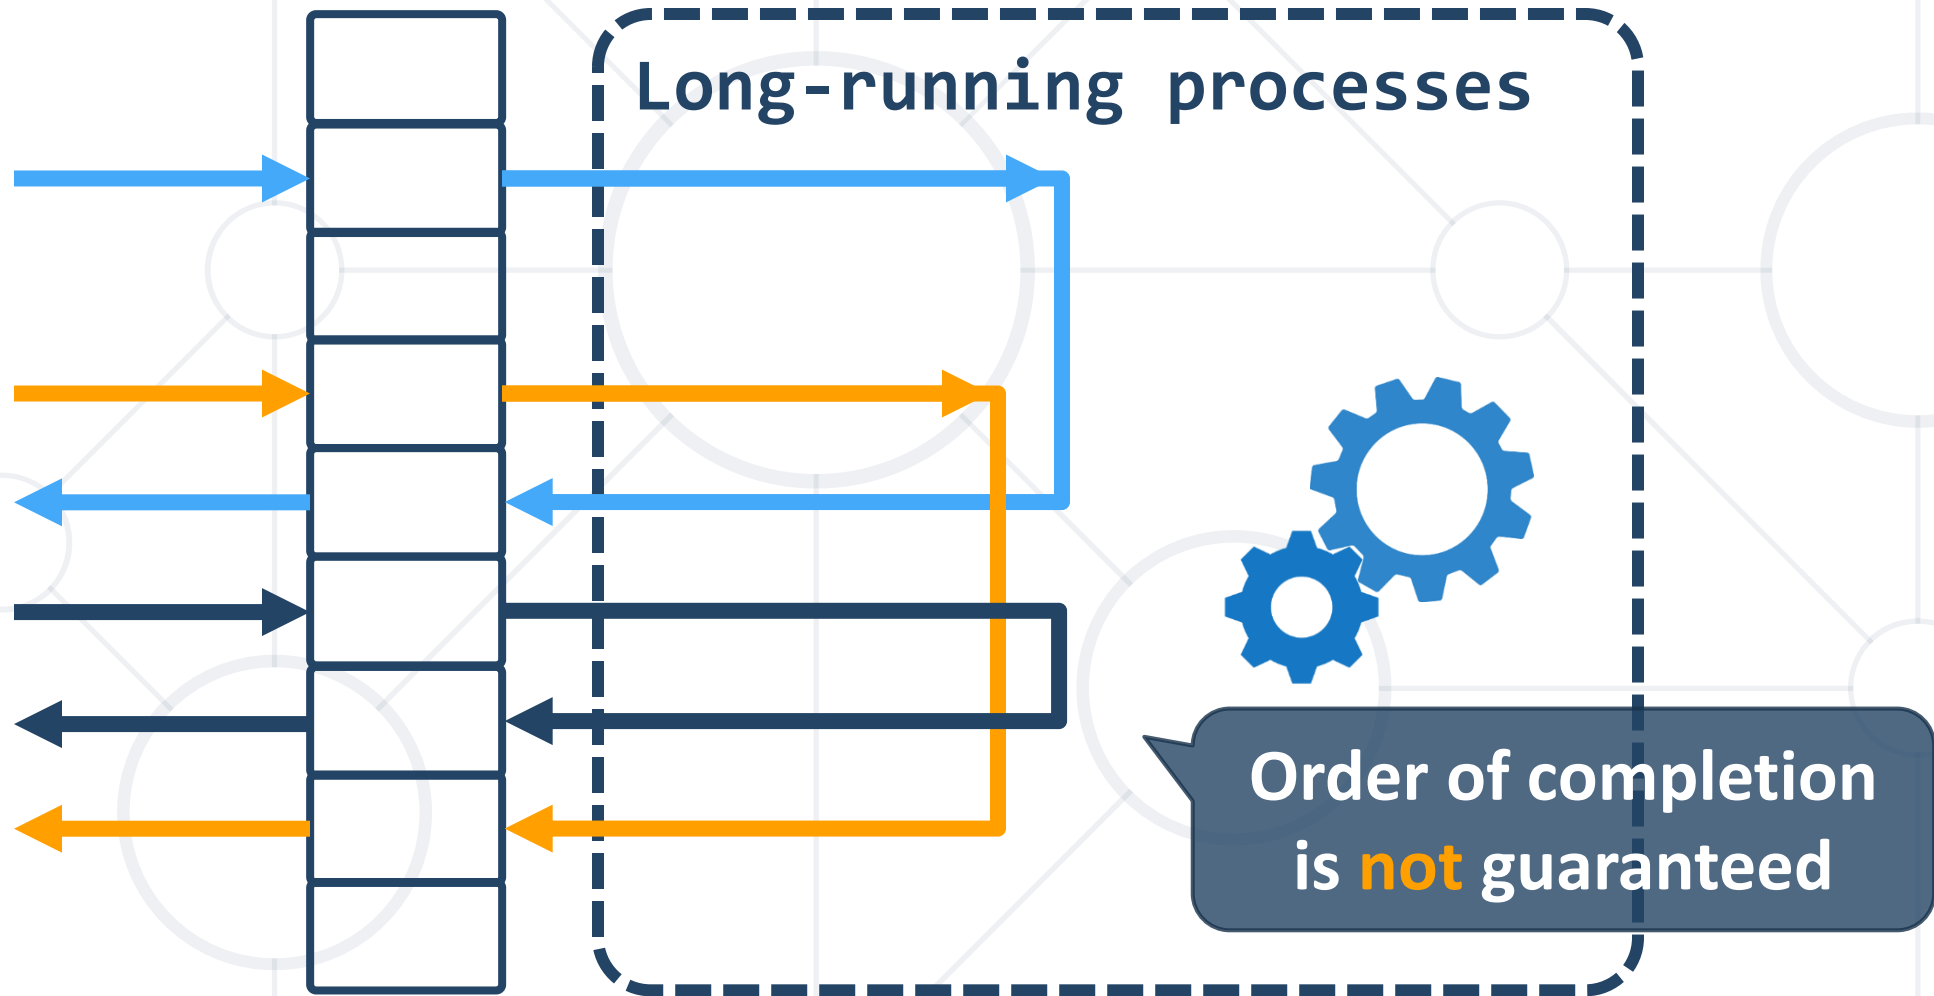 Long-running processes
Order of completion
is not guaranteed